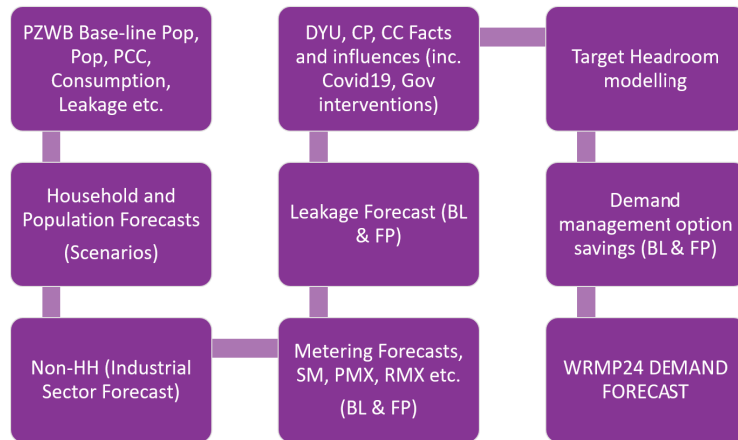 PZWB Base-line Pop,
Pop, PCC,
Consumption,
Leakage etc.
Household and
Population Forecasts
(Scenarios)
Non-HH (Industrial
Sector Forecast)
Metering Forecasts,
SM, PMX, RMX etc.
(BL & FP)
Leakage Forecast (BL
& FP)
DYU, CP, CC Facts
and influences (inc.
Covid19, Gov
interventions)
Target Headroom
modelling
Demand
management option
savings (BL & FP)
WRMP24 DEMAND
FORECAST